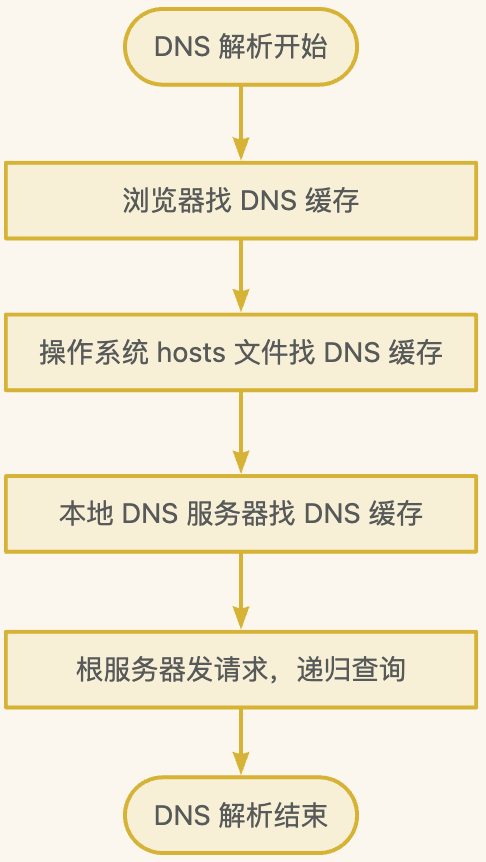 DNS 解析开始
浏览器找 DNS 缓存
操作系统 hosts 文件找 DNS 缓存
本地 DNS 服务器找 DNS 缓存
根服务器发请求，递归查询
DNS 解析结束